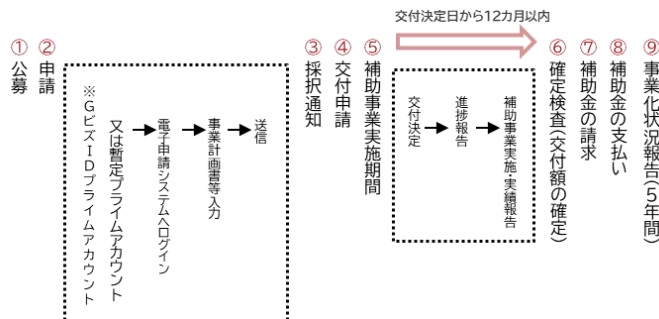 交付決定日から12カ月以内
①公募
②申請
※GビズIDプライムアカウント
又は暫定プライムアカウント
電子申請システムへログイン
事業計画書等入力
送信
③採択通知
④交付申請
⑤補助事業実施期間
交付決定
進捗報告
補助事業実施・実績報告
⑥確定検査(交付額の確定)
⑦補助金の請求
⑧補助金の支払い
⑨事業化状況報告(5年間)